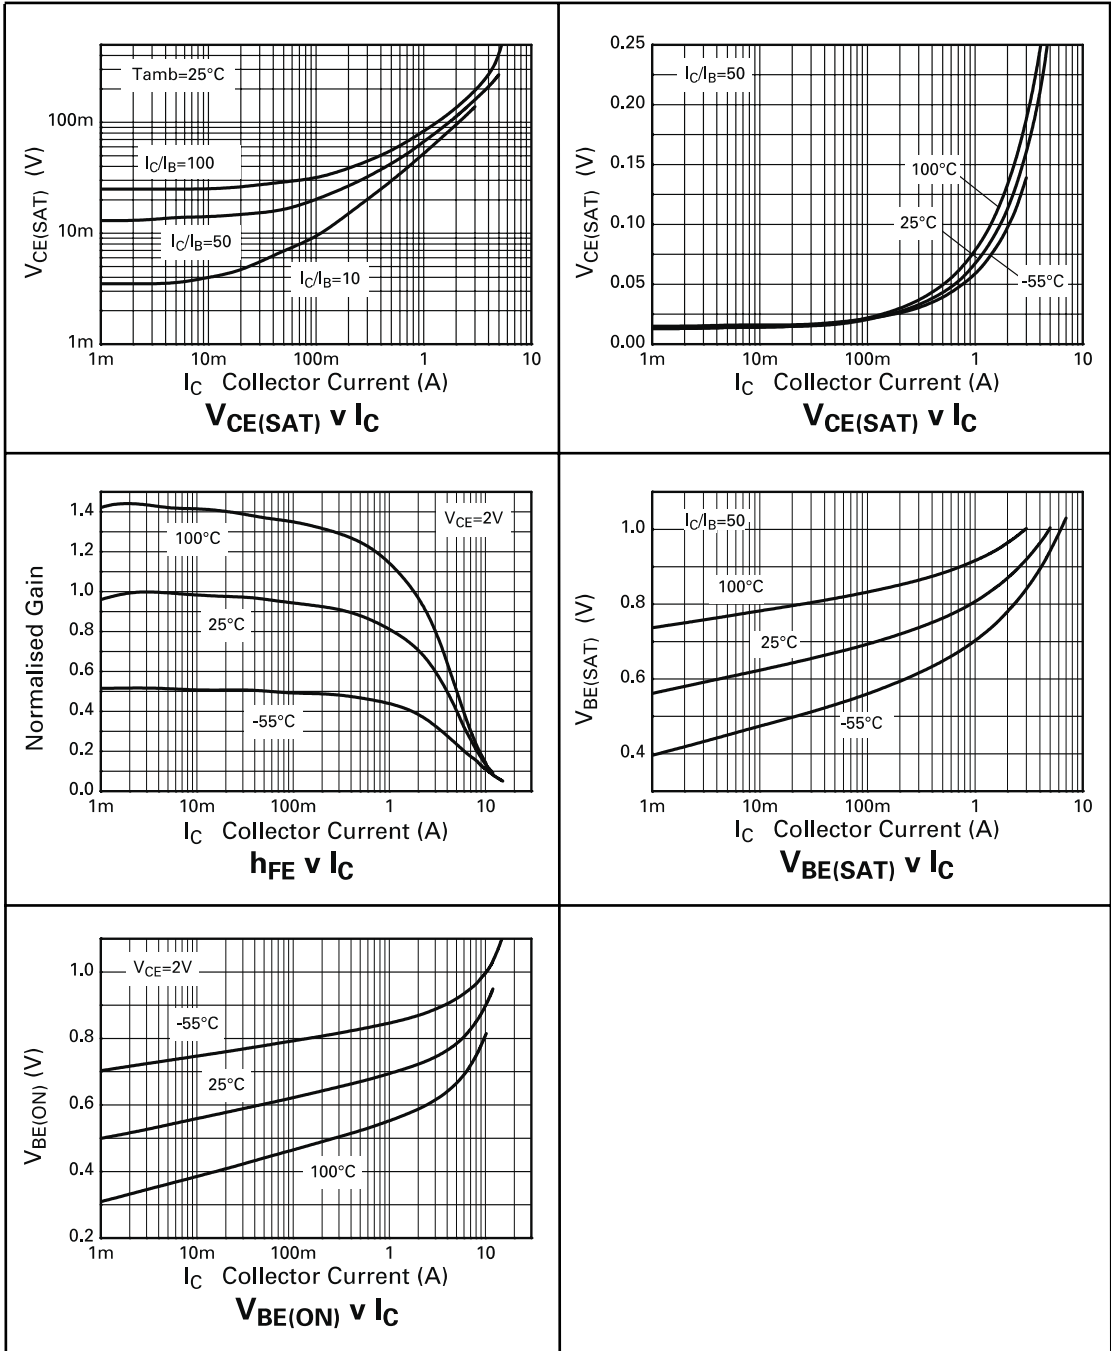 Tamb=25°C
IC/IB=100
IC/IB=50
IC/IB=10
100m
10m
1m
VCE(SAT) (V)
1m 10m 100m 1 10
IC Collector Current (A)
VCE(SAT) v IC
IC/IB=50
100°C
25°C
-55°C
0.25
0.20
0.15
0.10
0.05
0.00
VCE(SAT) (V)
1m 10m 100m 1 10
IC Collector Current (A)
VCE(SAT) v IC
VCE=2V
100°C
25°C
-55°C
1.4
1.2
1.0
0.8
0.6
0.4
0.2
0.0
Normalised Gain
1m 10m 100m 1 10
IC Collector Current (A)
hFE v IC
IC/IB=50
100°C
25°C
-55°C
1.0
0.8
0.6
0.4
VBE(SAT) (V)
1m 10m 100m 1 10
IC Collector Current (A)
VBE(SAT) v IC
VCE=2V
-55°C
25°C
100°C
1.0
0.8
0.6
0.4
0.2
VBE(ON) (V)
1m 10m 100m 1 10
IC Collector Current (A)
VBE(ON) v IC